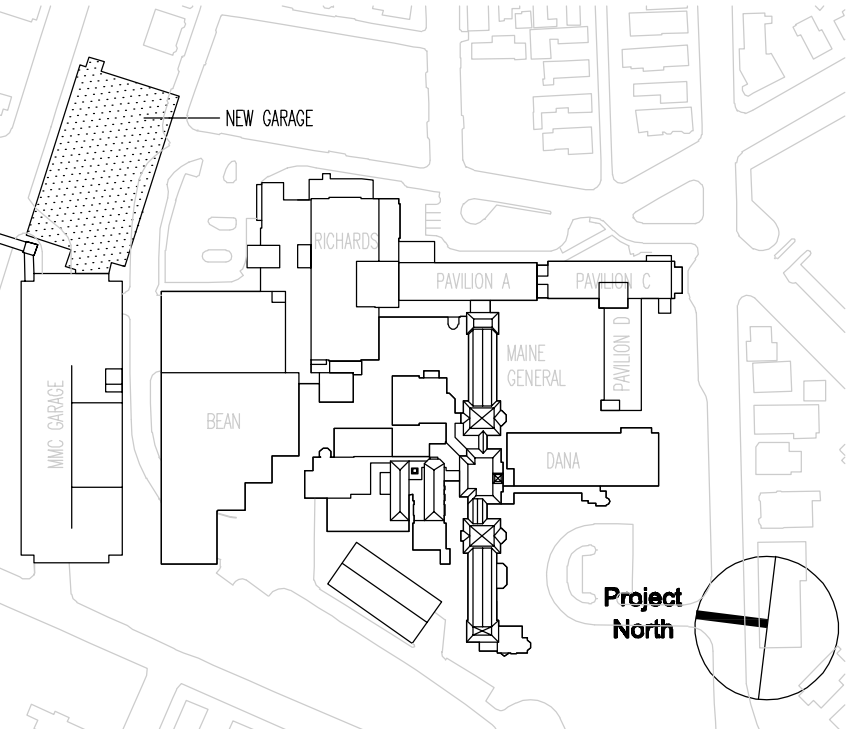 NEW GARAGE
RICHARDS
PAVILION A
PAVILION C
MAINE
GENERAL
PAVILION D
MMC GARAGE
BEAN
DANA
Project
North